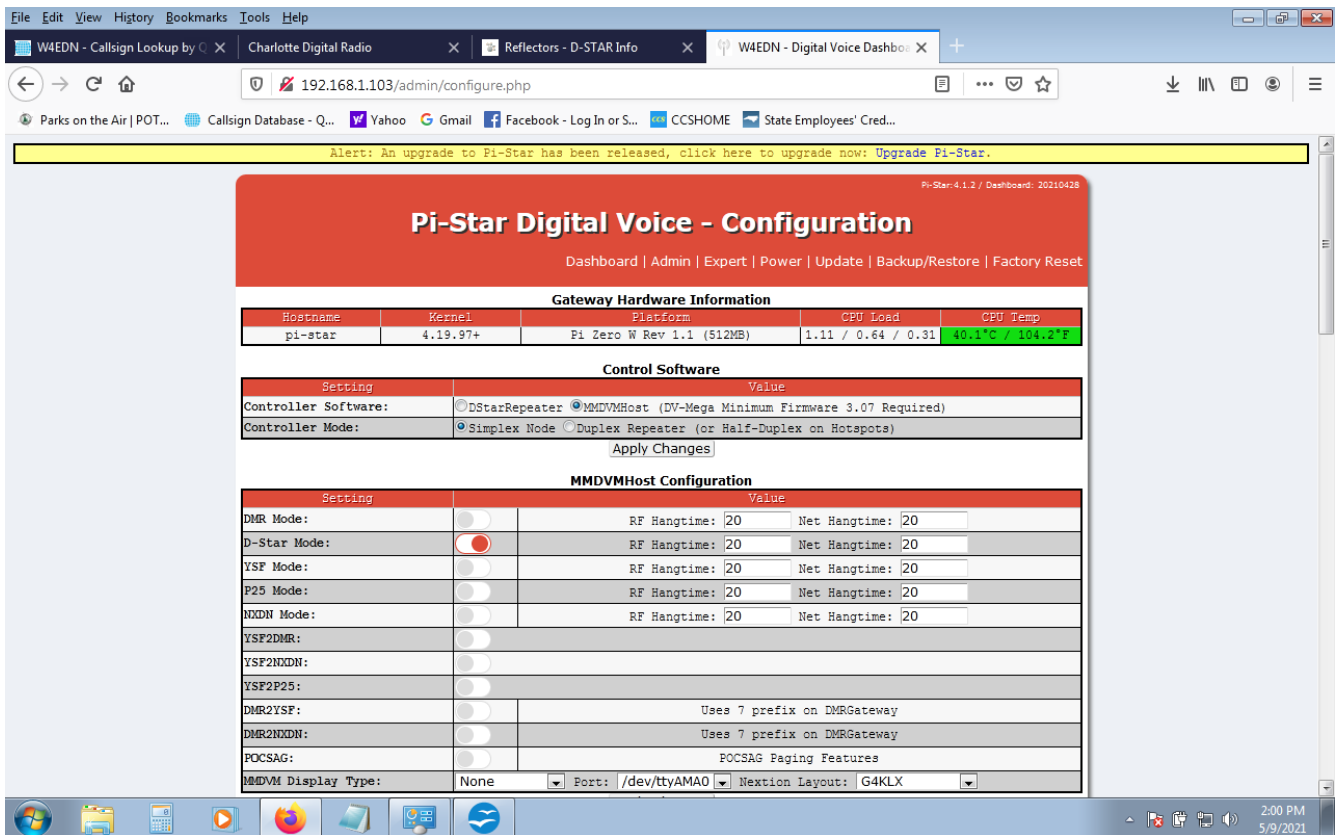 File Edit View History Bookmarks Tools Help
W4EDN - Callsign Lookup by Q
Charlotte Digital Radio
Reflectors - D-STAR Info
W4EDN - Digital Voice Dashboa
192.168.1.103/admin/configure.php
Parks on the Air | POT... Callsign Database - Q... Yahoo Gmail Facebook - Log In or S... CCSHOME State Employees' Cred...
Alert: An upgrade to Pi-Star has been released, click here to upgrade now: Upgrade Pi-Star.
Pi-Star:4.1.2 / Dashboard: 20210428
Pi-Star Digital Voice - Configuration
Dashboard | Admin | Expert | Power | Update | Backup/Restore | Factory Reset
Gateway Hardware Information
Hostname Kernel Platform CPU Load CPU Temp
pi-star 4.19.97+ Pi Zero W Rev 1.1 (512MB) 1.11 / 0.64 / 0.31 40.1°C / 104.2°F
Control Software
Setting Value
Controller Software: DStarRepeater MMDVMHost (DV-Mega Minimum Firmware 3.07 Required)
Controller Mode: Simplex Node Duplex Repeater (or Half-Duplex on Hotspots)
Apply Changes
MMDVMHost Configuration
Setting Value
DMR Mode: RF Hangtime: 20 Net Hangtime: 20
D-Star Mode: RF Hangtime: 20 Net Hangtime: 20
YSF Mode: RF Hangtime: 20 Net Hangtime: 20
P25 Mode: RF Hangtime: 20 Net Hangtime: 20
NXDN Mode: RF Hangtime: 20 Net Hangtime: 20
YSF2DMR:
YSF2NXDN:
YSF2P25:
DMR2YSF: Uses 7 prefix on DMRGateway
DMR2NXDN: Uses 7 prefix on DMRGateway
POCSAG: POCSAG Paging Features
MMDVM Display Type: None Port: /dev/ttyAMA0 Nextion Layout: G4KLX
2:00 PM
5/9/2021